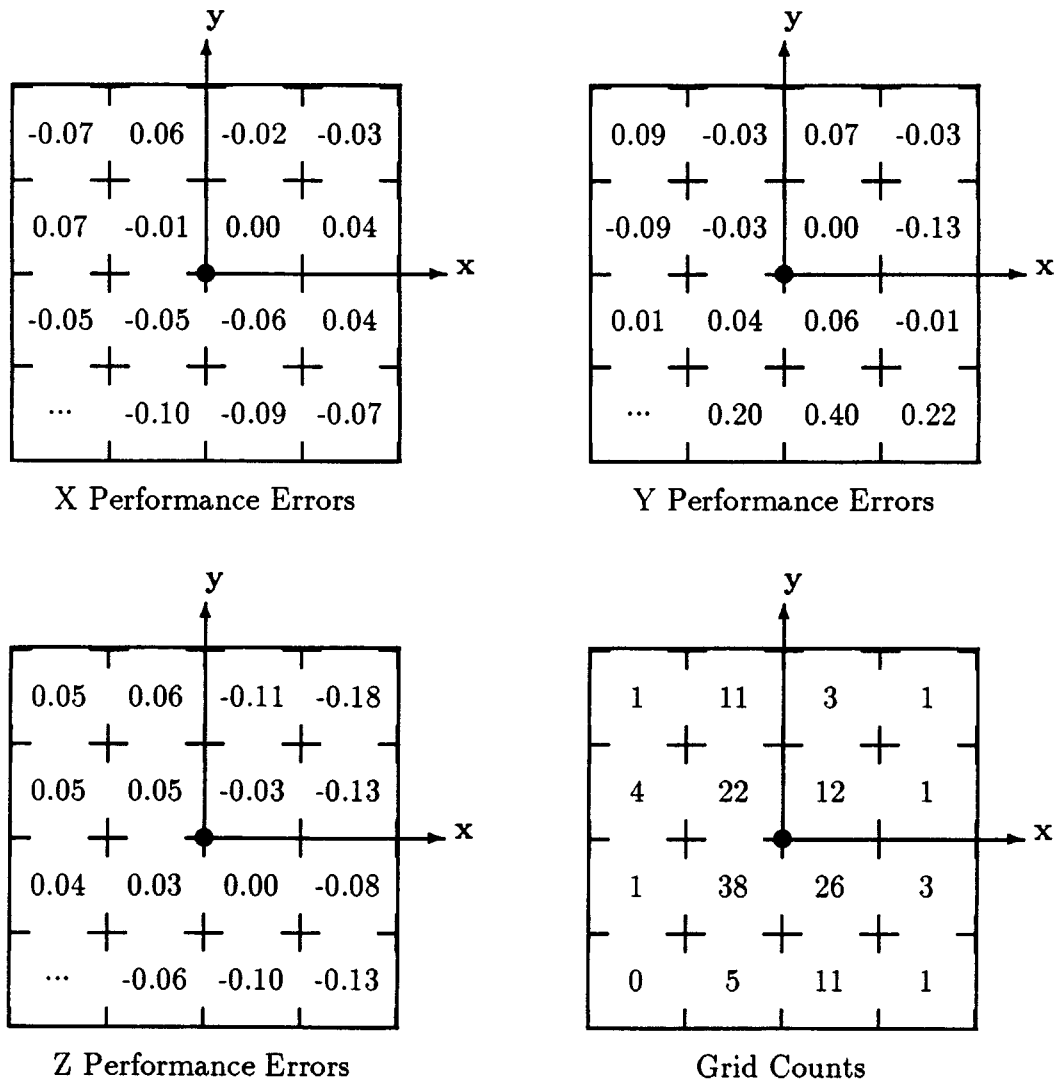 y
-0.07 0.06 -0.02 -0.03
0.07 -0.01 0.00 0.04
x
-0.05 -0.05 -0.06 0.04
... -0.10 -0.09 -0.07
X Performance Errors
y
0.09 -0.03 0.07 -0.03
-0.09 -0.03 0.00 -0.13
x
0.01 0.04 0.06 -0.01
... 0.20 0.40 0.22
Y Performance Errors
y
0.05 0.06 -0.11 -0.18
0.05 0.05 -0.03 -0.13
x
0.04 0.03 0.00 -0.08
... -0.06 -0.10 -0.13
Z Performance Errors
y
1 11 3 1
4 22 12 1
x
1 38 26 3
0 5 11 1
Grid Counts